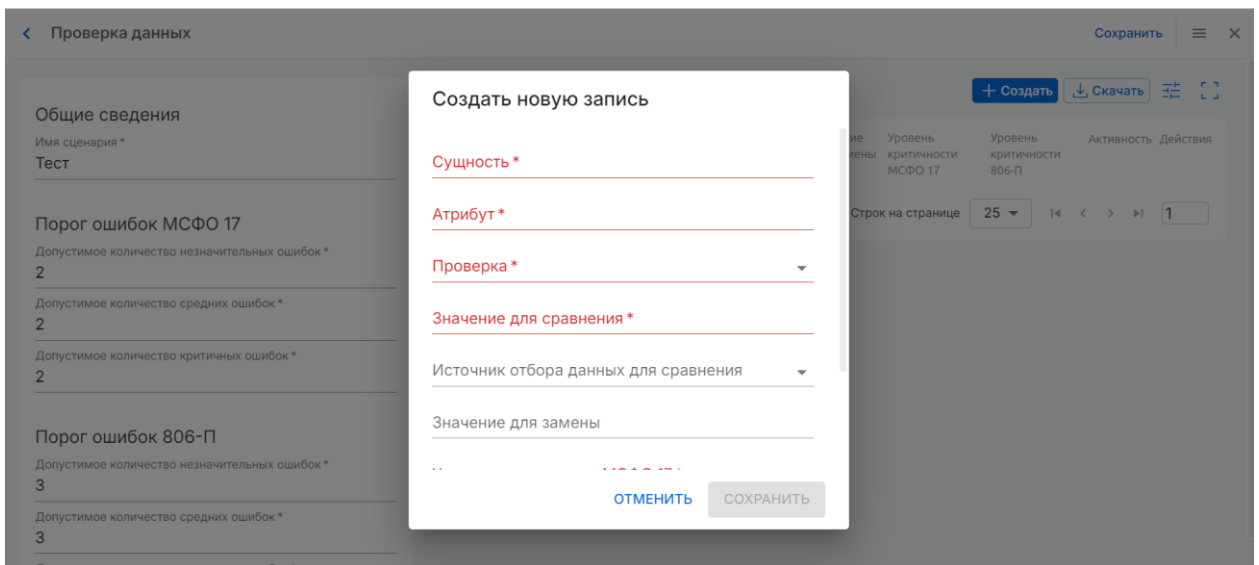 Проверка данных
Сохранить
Общие сведения
Имя сценария *
Тест
Порог ошибок МСФО 17
Допустимое количество незначительных ошибок *
2
Допустимое количество средних ошибок *
2
Допустимое количество критичных ошибок *
2
Порог ошибок 806-П
Допустимое количество незначительных ошибок *
3
Допустимое количество средних ошибок *
3
Создать новую запись
Сущность *
Атрибут *
Проверка *
Значение для сравнения *
Источник отбора данных для сравнения
Значение для замены
ОТМЕНИТЬ
СОХРАНИТЬ
+ Создать
Скачать
Уровень критичности МСФО 17
Уровень критичности 806-П
Активность
Действия
Строк на странице
25
1